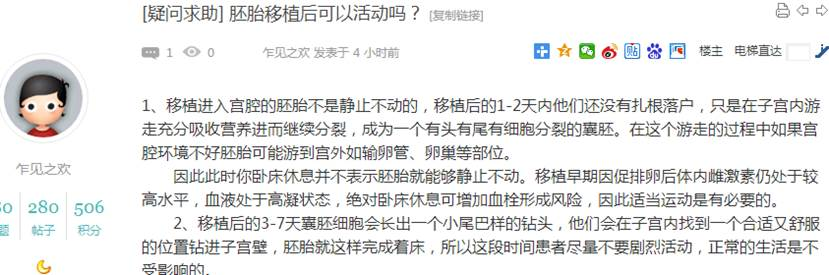 [疑问求助] 胚胎移植后可以活动吗？ [复制链接]
1 0 乍见之欢 发表于 4 小时前 楼主 电梯直达
1、移植进入宫腔的胚胎不是静止不动的，移植后的1-2天内他们还没有扎根落户，只是在子宫内游
走充分吸收营养进而继续分裂，成为一个有头有尾有细胞分裂的囊胚。在这个游走的过程中如果宫
腔环境不好胚胎可能游到宫外如输卵管、卵巢等部位。
因此此时你卧床休息并不表示胚胎就能够静止不动。移植早期因促排卵后体内雌激素仍处于较
高水平，血液处于高凝状态，绝对卧床休息可增加血栓形成风险，因此适当运动是有必要的。
2、移植后的3-7天囊胚细胞会长出一个小尾巴样的钻头，他们会在子宫内找到一个合适又舒服
的位置钻进子宫壁，胚胎就这样完成着床，所以这段时间患者尽量不要剧烈活动，正常的生活是不
受影响的。
乍见之欢
280 506
题 帖子 积分